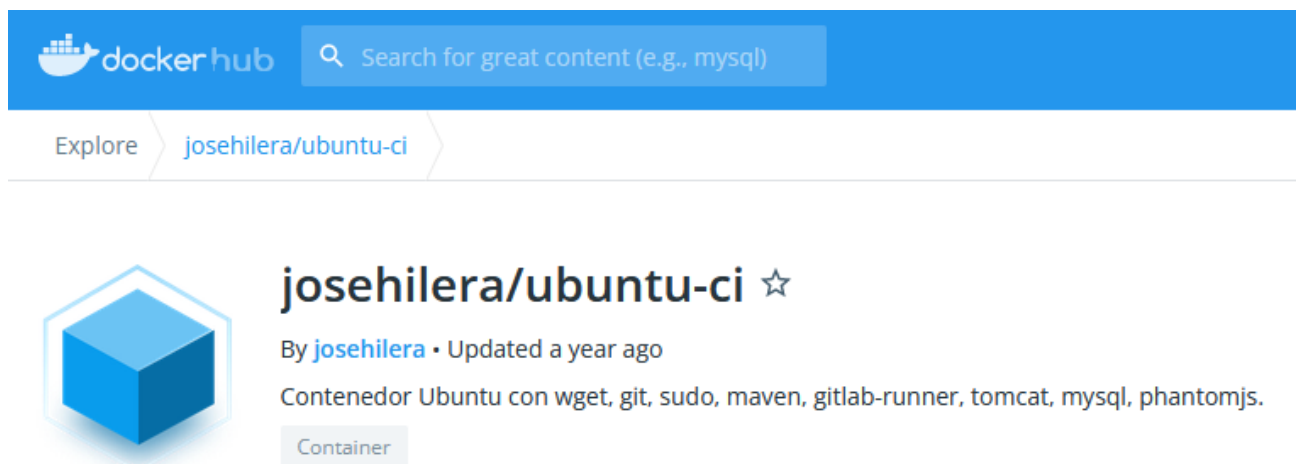 dockerhub
Search for great content (e.g., mysql)
Explore
josehilera/ubuntu-ci
josehilera/ubuntu-ci
By josehilera • Updated a year ago
Contenedor Ubuntu con wget, git, sudo, maven, gitlab-runner, tomcat, mysql, phantomjs.
Container